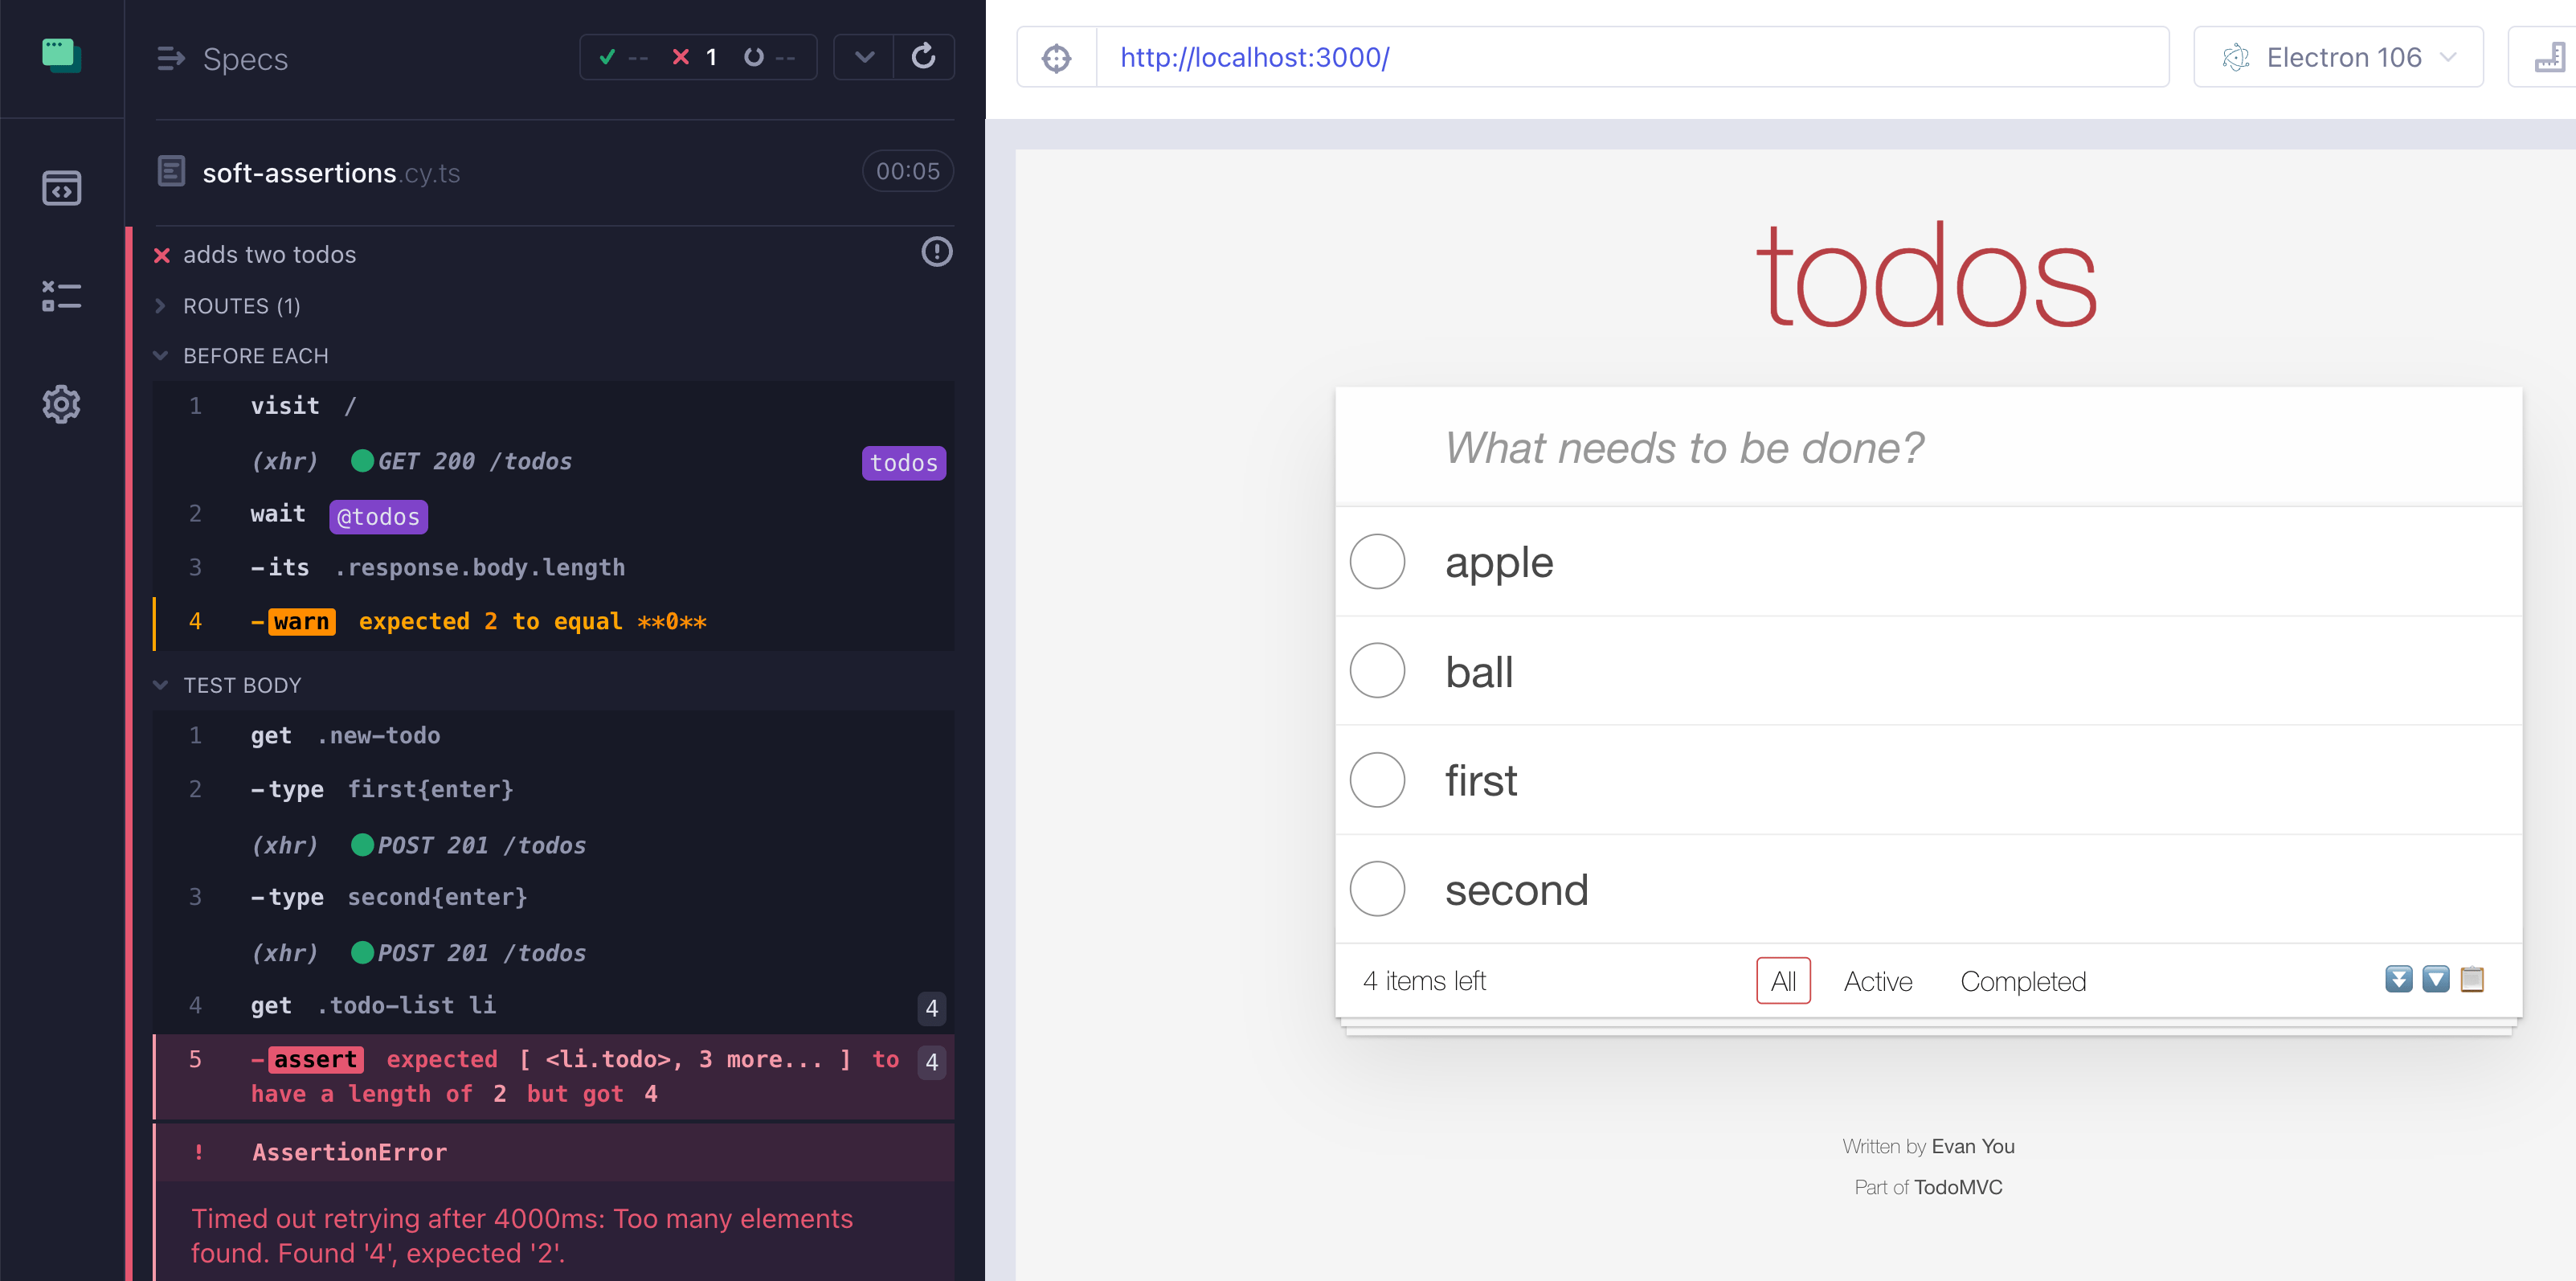 Specs
-- 1 --
soft-assertions.cy.ts 00:05
adds two todos
ROUTES (1)
BEFORE EACH
1 visit /
(xhr) GET 200 /todos todos
2 wait @todos
3 -its .response.body.length
4 -warn expected 2 to equal **0**
TEST BODY
1 get .new-todo
2 -type first{enter}
(xhr) POST 201 /todos
3 -type second{enter}
(xhr) POST 201 /todos
4 get .todo-list li 4
5 -assert expected [ <li.todo>, 3 more... ] to 4
have a length of 2 but got 4
! AssertionError
Timed out retrying after 4000ms: Too many elements
found. Found '4', expected '2'.
http://localhost:3000/
Electron 106
todos
What needs to be done?
apple
ball
first
second
4 items left All Active Completed
Written by Evan You
Part of TodoMVC